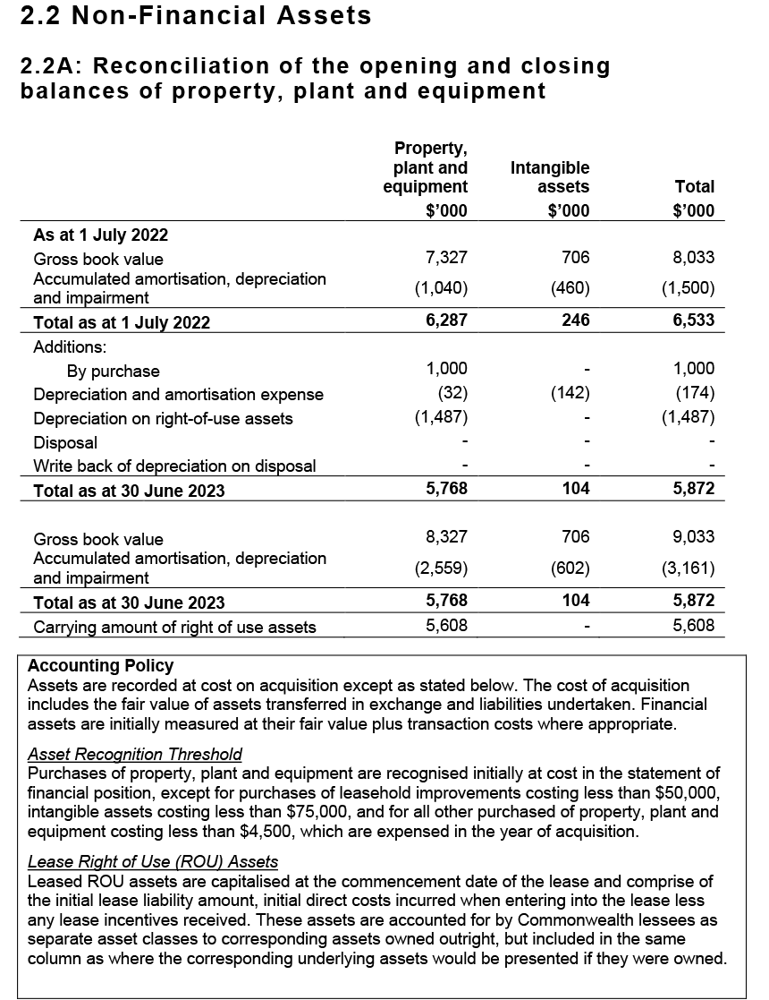 2.2 Non-Financial Assets
2.2A: Reconciliation of the opening and closing
balances of property, plant and equipment
Property,
plant and
equipment
$’000
Intangible
assets
$’000
Total
$’000
As at 1 July 2022
Gross book value 7,327 706 8,033
Accumulated amortisation, depreciation
and impairment (1,040) (460) (1,500)
Total as at 1 July 2022 6,287 246 6,533
Additions:
By purchase 1,000 - 1,000
Depreciation and amortisation expense (32) (142) (174)
Depreciation on right-of-use assets (1,487) - (1,487)
Disposal - - -
Write back of depreciation on disposal - - -
Total as at 30 June 2023 5,768 104 5,872
Gross book value 8,327 706 9,033
Accumulated amortisation, depreciation
and impairment (2,559) (602) (3,161)
Total as at 30 June 2023 5,768 104 5,872
Carrying amount of right of use assets 5,608 - 5,608
Accounting Policy
Assets are recorded at cost on acquisition except as stated below. The cost of acquisition
includes the fair value of assets transferred in exchange and liabilities undertaken. Financial
assets are initially measured at their fair value plus transaction costs where appropriate.
Asset Recognition Threshold
Purchases of property, plant and equipment are recognised initially at cost in the statement of
financial position, except for purchases of leasehold improvements costing less than $50,000,
intangible assets costing less than $75,000, and for all other purchased of property, plant and
equipment costing less than $4,500, which are expensed in the year of acquisition.
Lease Right of Use (ROU) Assets
Leased ROU assets are capitalised at the commencement date of the lease and comprise of
the initial lease liability amount, initial direct costs incurred when entering into the lease less
any lease incentives received. These assets are accounted for by Commonwealth lessees as
separate asset classes to corresponding assets owned outright, but included in the same
column as where the corresponding underlying assets would be presented if they were owned.